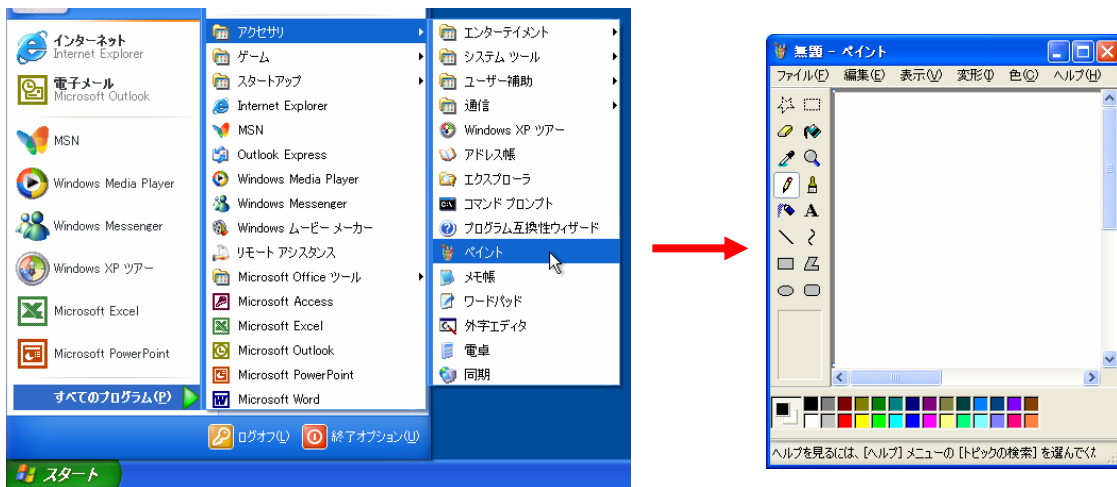 インターネット
Internet Explorer
電子メール
Microsoft Outlook
MSN
Windows Media Player
Windows Messenger
Windows XP ツアー
Microsoft Excel
Microsoft PowerPoint
すべてのプログラム(P)
アクセサリ
ゲーム
スタートアップ
Internet Explorer
MSN
Outlook Express
Windows Media Player
Windows Messenger
Windows ムービー メーカー
リモート アシスタンス
Microsoft Office ツール
Microsoft Access
Microsoft Excel
Microsoft Outlook
Microsoft PowerPoint
Microsoft Word
エンターテイメント
システム ツール
ユーザー補助
通信
Windows XP ツアー
アドレス帳
エクスプローラ
コマンド プロンプト
プログラム互換性ウィザード
ペイント
メモ帳
ワードパッド
外字エディタ
電卓
同期
ログオフ(L) 終了オプション(U)
スタート
無題 - ペイント
ファイル(F) 編集(E) 表示(V) 変形(I) 色(C) ヘルプ(H)
A
ヘルプを見るには、[ヘルプ] メニューの [トピックの検索] を選んでくだ